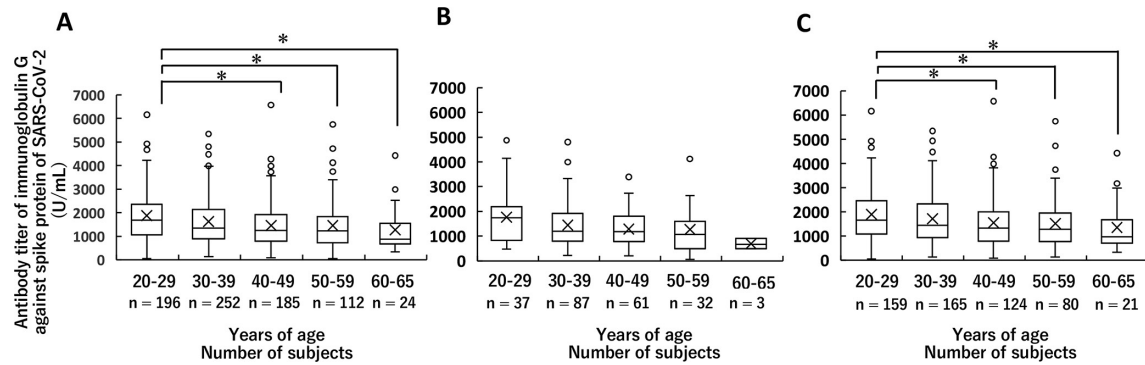 A
Antibody titer of immunoglobulin G
against spike protein of SARS-CoV-2
(U/mL)
*
*
*
7000
6000
5000
4000
3000
2000
1000
0
20-29 30-39 40-49 50-59 60-65
n = 196 n = 252 n = 185 n = 112 n = 24
Years of age
Number of subjects
B
7000
6000
5000
4000
3000
2000
1000
0
20-29 30-39 40-49 50-59 60-65
n = 37 n = 87 n = 61 n = 32 n = 3
Years of age
Number of subjects
C
*
*
*
7000
6000
5000
4000
3000
2000
1000
0
20-29 30-39 40-49 50-59 60-65
n = 159 n = 165 n = 124 n = 80 n = 21
Years of age
Number of subjects